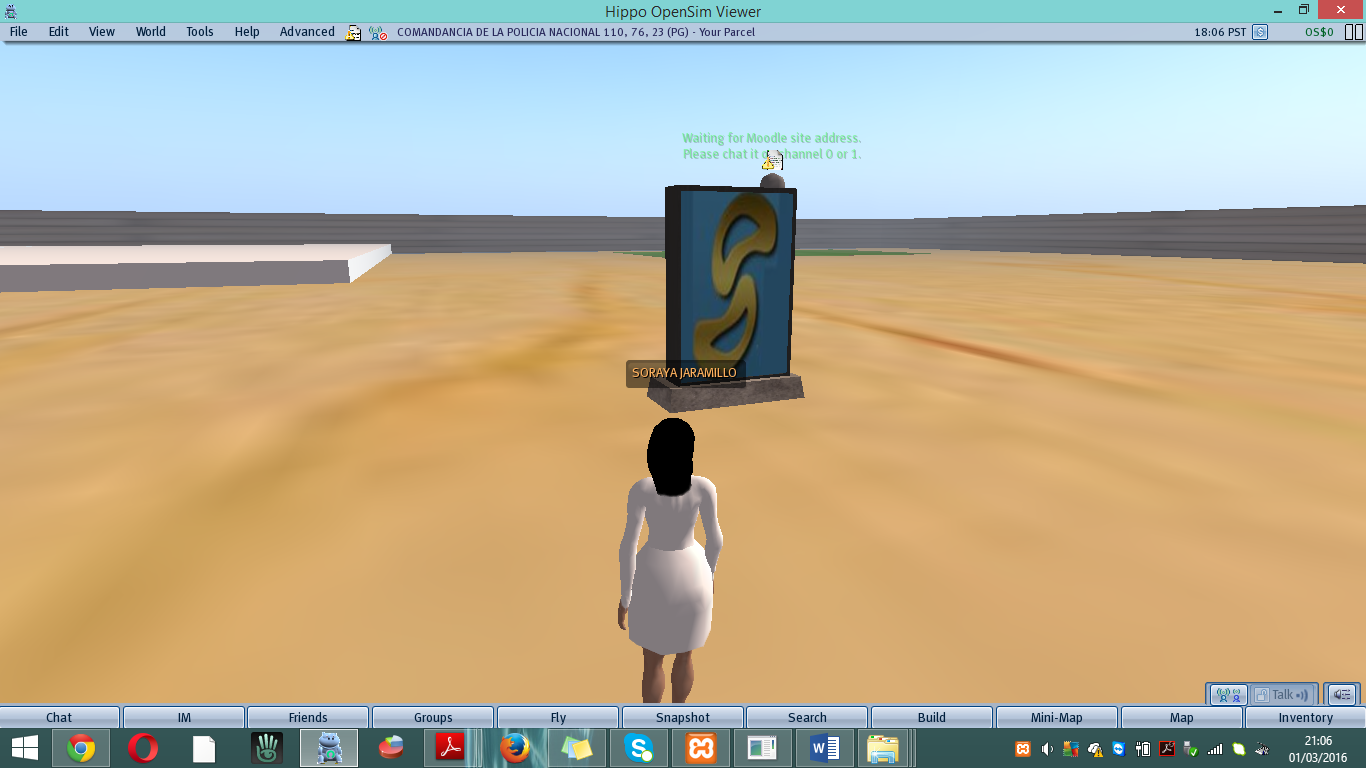 Hippo OpenSim Viewer
File Edit View World Tools Help Advanced COMANDANCIA DE LA POLICIA NACIONAL 110, 76, 23 (PG) - Your Parcel 18:06 PST OS$0
Waiting for Moodle site address.
Please chat it channel 0 or 1.
SORAYA JARAMILLO
Talk
Chat IM Friends Groups Fly Snapshot Search Build Mini-Map Map Inventory
21:06
01/03/2016